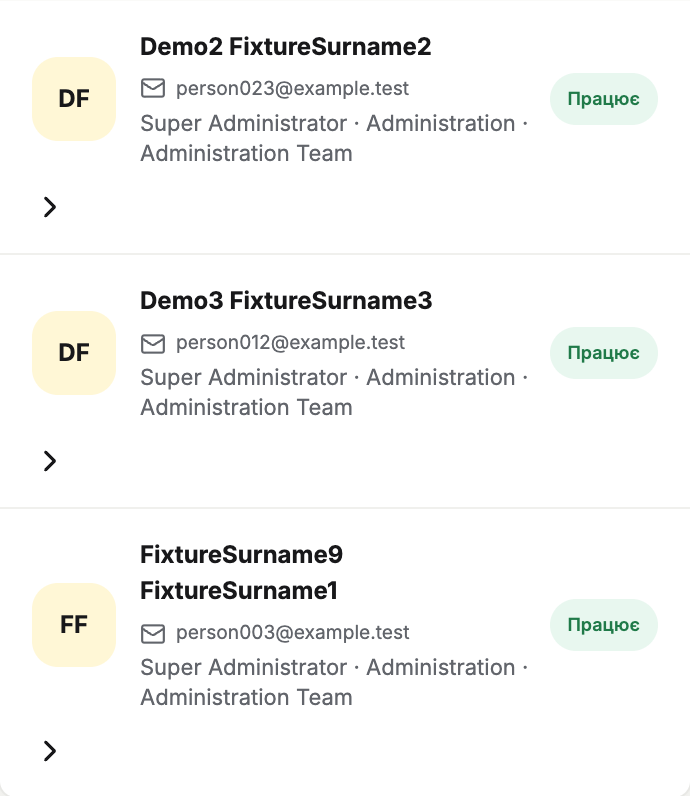 DF
Demo2 FixtureSurname2
person023@example.test
Super Administrator · Administration ·
Administration Team
Працює
DF
Demo3 FixtureSurname3
person012@example.test
Super Administrator · Administration ·
Administration Team
Працює
FF
FixtureSurname9
FixtureSurname1
person003@example.test
Super Administrator · Administration ·
Administration Team
Працює